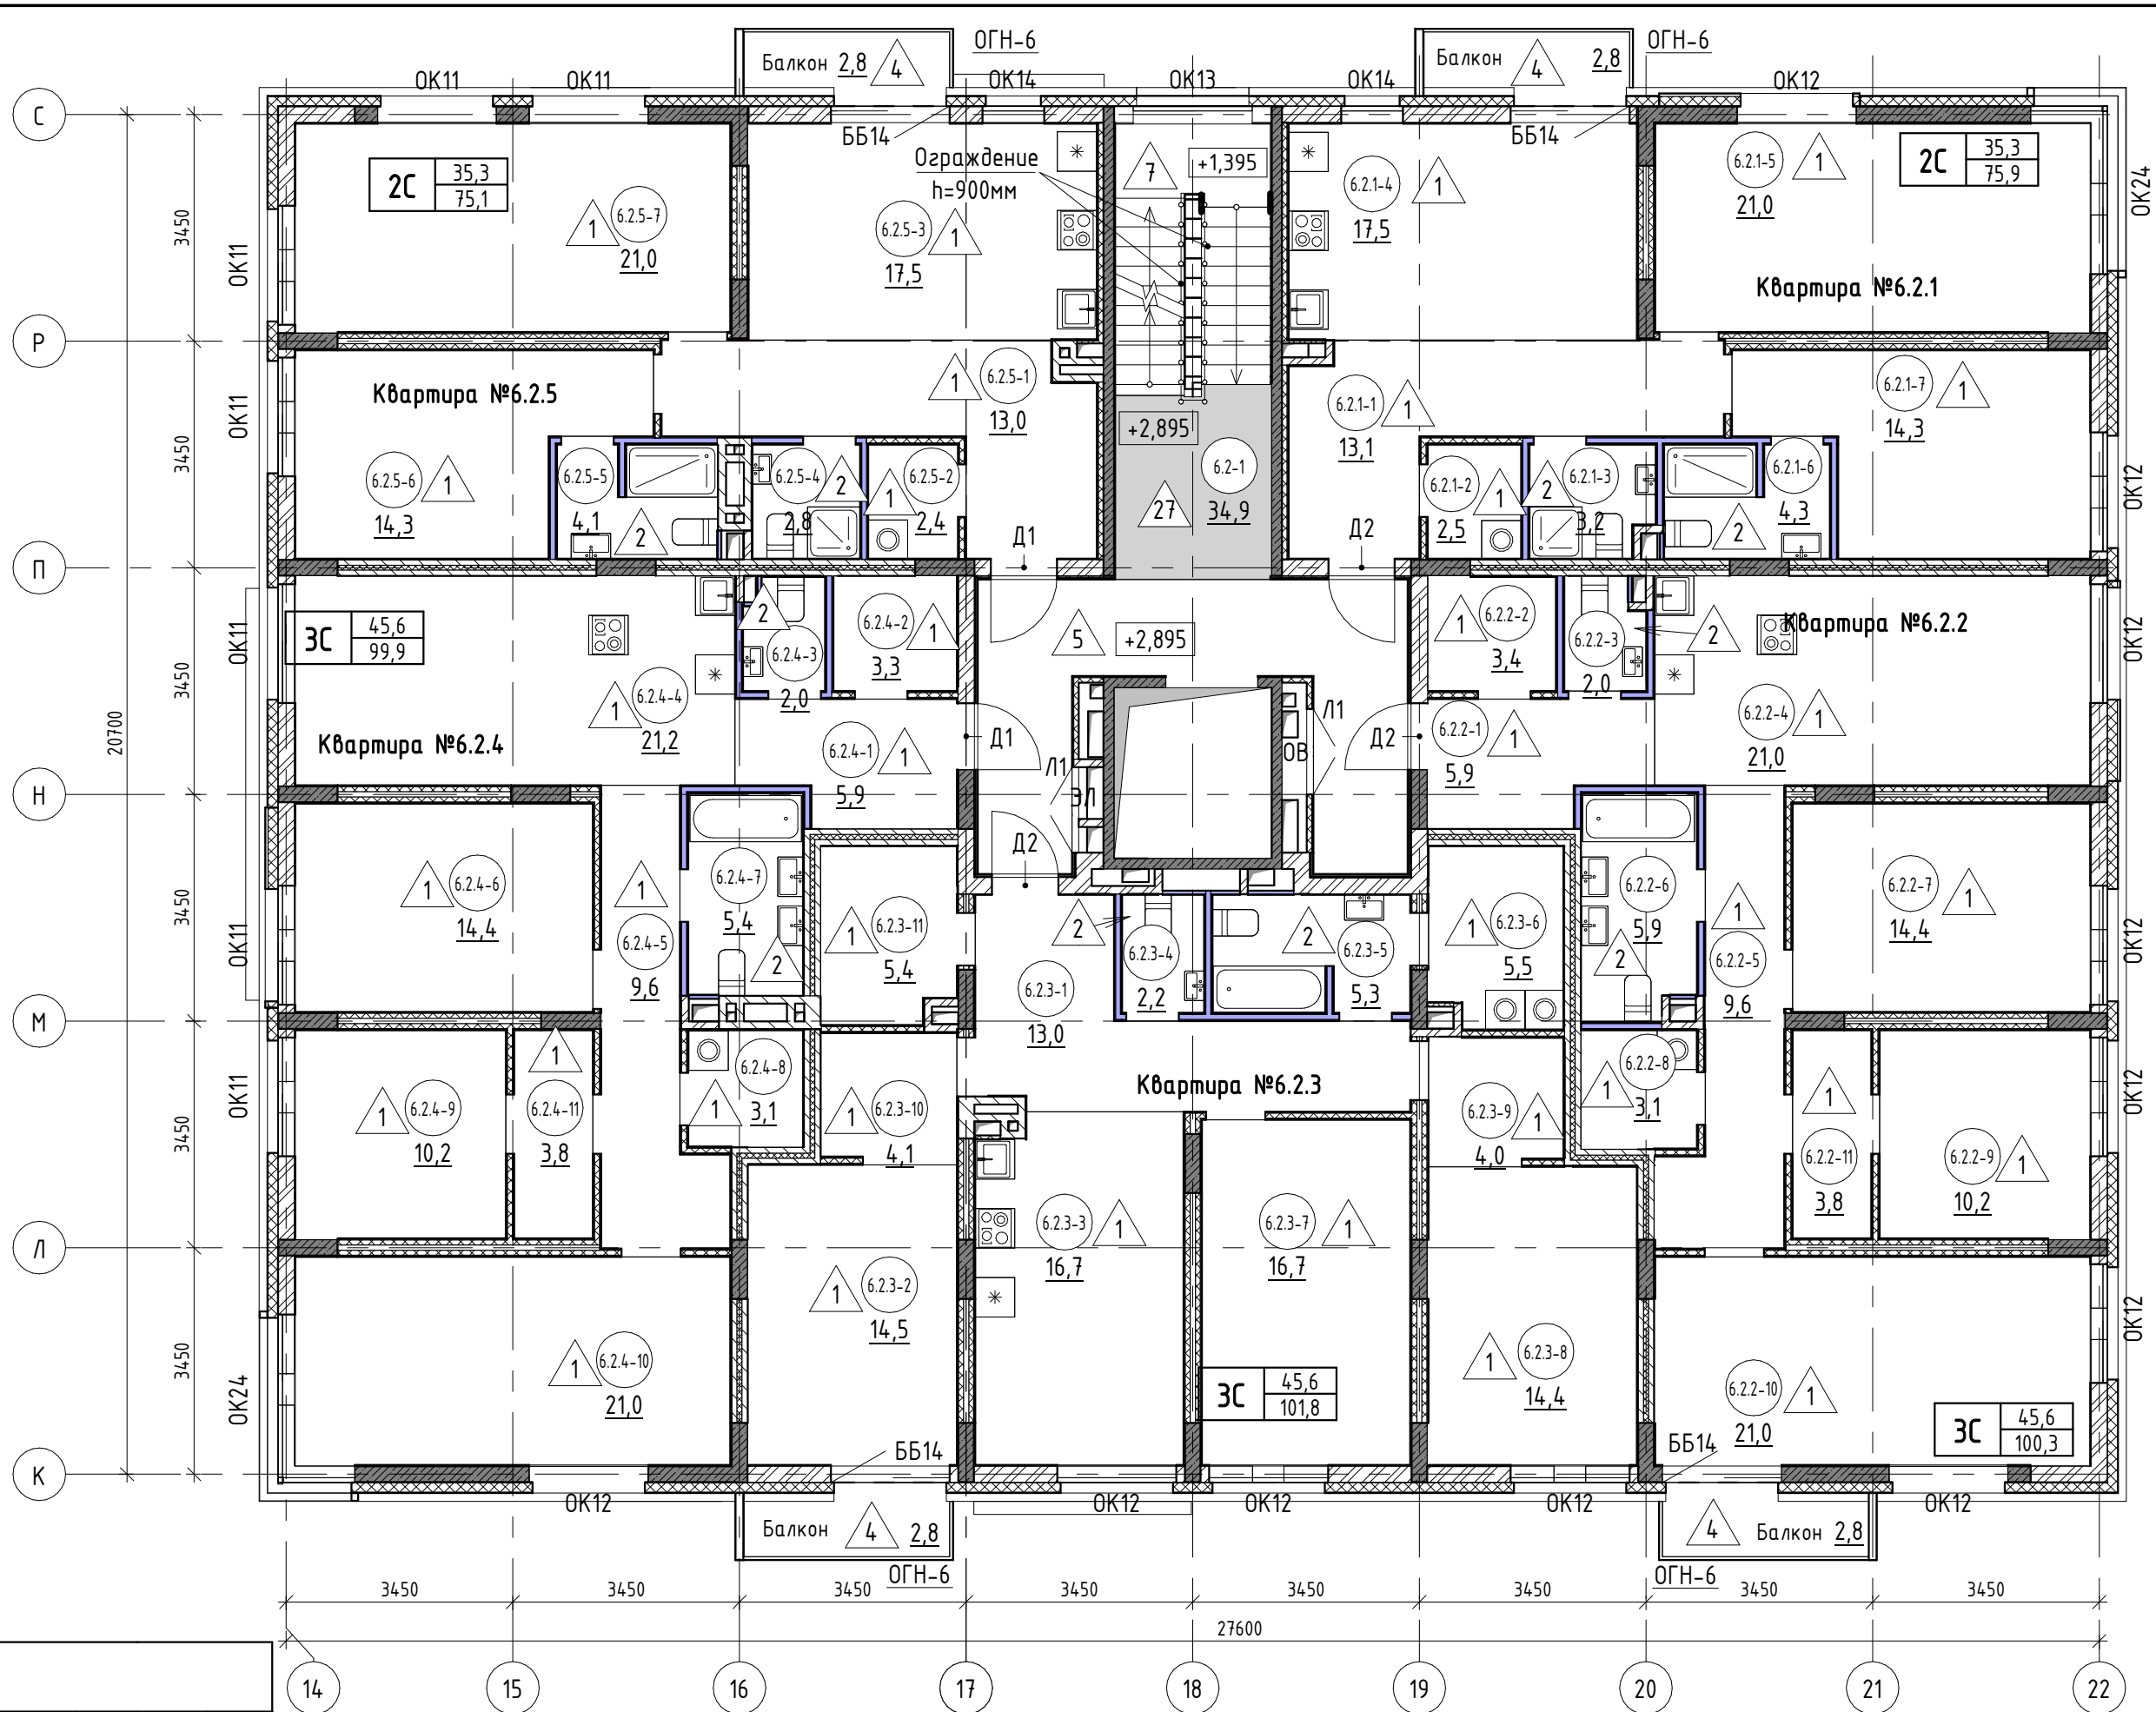 ОГН-6
ОГН-6
Балкон 2,8 4
Балкон 4 2,8
ОК11
ОК11
ОК14
ОК13
ОК14
ОК12
С
ББ14
ББ14
Ограждение
h=900мм
7
+1,395
2С
35,3
75,1
2С
35,3
75,9
6.2.5-7
1
21,0
6.2.5-3
1
17,5
6.2.1-4
1
17,5
6.2.1-5
1
21,0
ОК24
3450
ОК11
Квартира №6.2.1
Р
Квартира №6.2.5
ОК11
6.2.5-1
1
13,0
6.2.1-1
1
13,1
6.2.1-7
1
14,3
+2,895
6.2-1
27
34,9
3450
6.2.5-6
1
14,3
6.2.5-5
4,1
2
6.2.5-4
2
2,8
6.2.5-2
1
2,4
6.2.1-2
1
2,5
6.2.1-3
2
3,2
6.2.1-6
4,3
2
ОК12
Д1
Д2
П
ОК11
3С
45,6
99,9
2
6.2.4-3
2,0
6.2.4-2
1
3,3
5
+2,895
6.2.2-2
1
3,4
6.2.2-3
2
2,0
Квартира №6.2.2
ОК12
3450
20700
6.2.4-4
1
21,2
Квартира №6.2.4
6.2.4-1
1
5,9
Д1
Л1
ЭЛ
ОВ
Л1
Д2
6.2.2-1
1
5,9
6.2.2-4
1
21,0
Н
Д2
3450
6.2.4-6
1
14,4
1
6.2.4-5
9,6
6.2.4-7
5,4
2
6.2.3-11
1
5,4
2
6.2.3-4
2,2
2
6.2.3-5
5,3
6.2.3-6
1
5,5
6.2.2-6
5,9
2
1
6.2.2-5
9,6
6.2.2-7
1
14,4
ОК11
ОК12
6.2.3-1
13,0
М
Квартира №6.2.3
3450
ОК11
6.2.4-9
1
10,2
1
6.2.4-11
3,8
6.2.4-8
1
3,1
6.2.3-10
1
4,1
6.2.3-9
1
4,0
6.2.2-8
1
3,1
1
6.2.2-11
3,8
6.2.2-9
1
10,2
ОК12
Л
6.2.3-3
1
16,7
6.2.3-7
1
16,7
6.2.3-2
1
14,5
3450
ОК24
6.2.4-10
1
21,0
3С
45,6
101,8
6.2.3-8
1
14,4
6.2.2-10
1
21,0
3С
45,6
100,3
ОК12
К
ББ14
ББ14
ОК12
ОК12
ОК12
ОК12
ОК12
Балкон 4 2,8
4 Балкон 2,8
ОГН-6
ОГН-6
3450
3450
3450
3450
3450
3450
3450
3450
27600
14
15
16
17
18
19
20
21
22